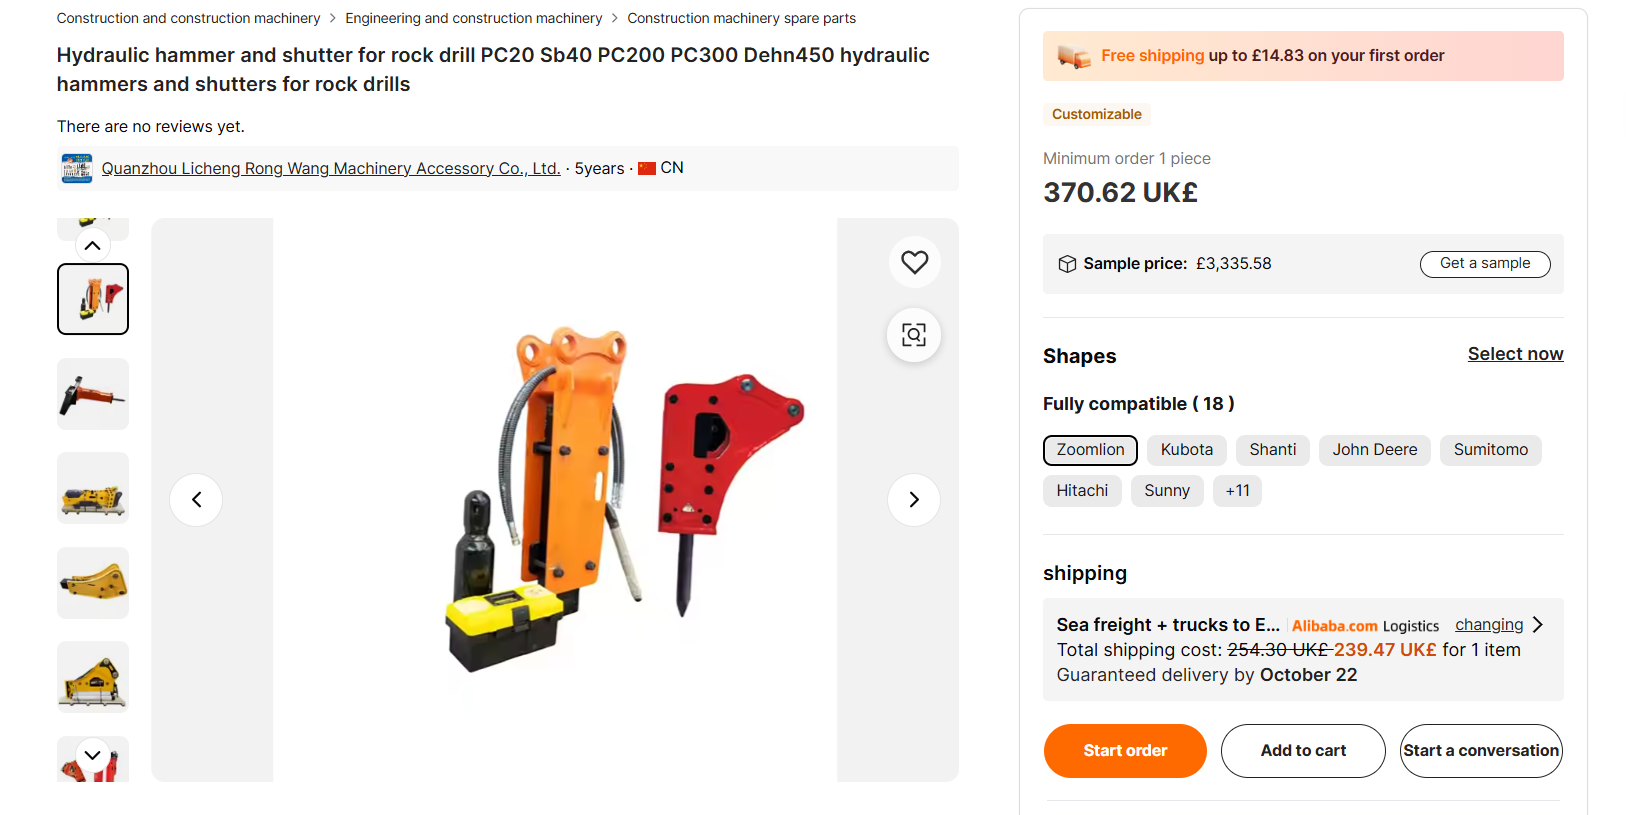 Construction and construction machinery > Engineering and construction machinery > Construction machinery spare parts
Hydraulic hammer and shutter for rock drill PC20 Sb40 PC200 PC300 Dehn450 hydraulic
hammers and shutters for rock drills
There are no reviews yet.
Quanzhou Licheng Rong Wang Machinery Accessory Co., Ltd. · 5years · CN
Free shipping up to £14.83 on your first order
Customizable
Minimum order 1 piece
370.62 UK£
Sample price: £3,335.58
Get a sample
Shapes
Select now
Fully compatible ( 18 )
Zoomlion Kubota Shanti John Deere Sumitomo
Hitachi Sunny +11
shipping
Sea freight + trucks to E... Alibaba.com Logistics changing
Total shipping cost: 254.30 UK£ 239.47 UK£ for 1 item
Guaranteed delivery by October 22
Start order Add to cart Start a conversation